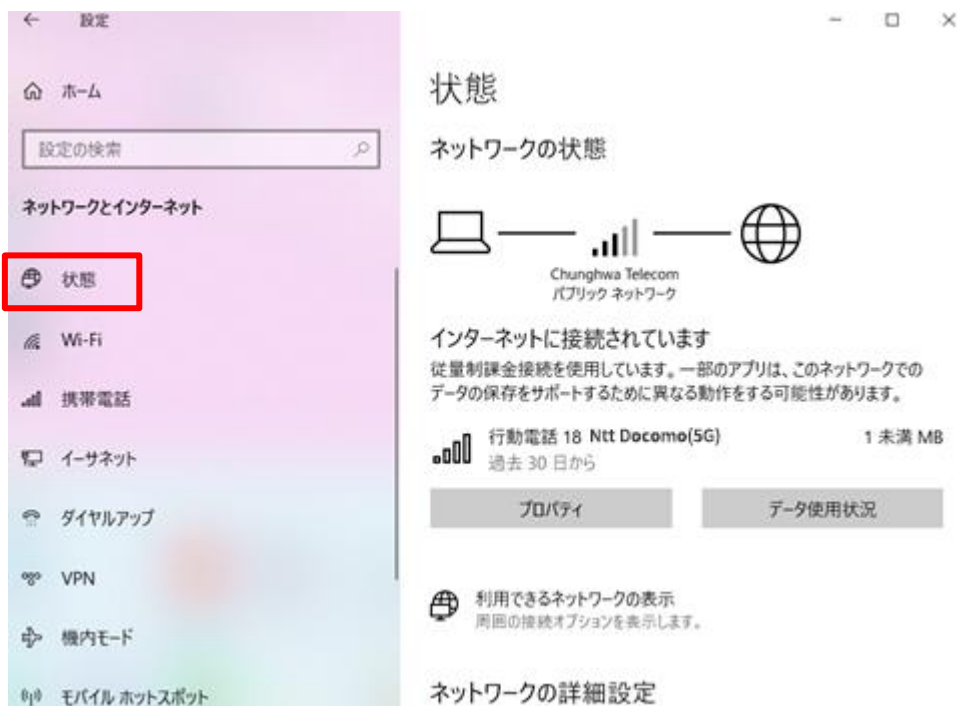 設定
ホーム
設定の検索
ネットワークとインターネット
状態
Wi-Fi
携帯電話
イーサネット
ダイヤルアップ
VPN
機内モード
モバイル ホットスポット
状態
ネットワークの状態
Chunghwa Telecom
パブリック ネットワーク
インターネットに接続されています
従量制課金接続を使用しています。一部のアプリは、このネットワークでの
データの保存をサポートするために異なる動作をする可能性があります。
行動電話 18 Ntt Docomo(5G) 1 未満 MB
過去 30 日から
プロパティ データ使用状況
利用できるネットワークの表示
周囲の接続オプションを表示します。
ネットワークの詳細設定